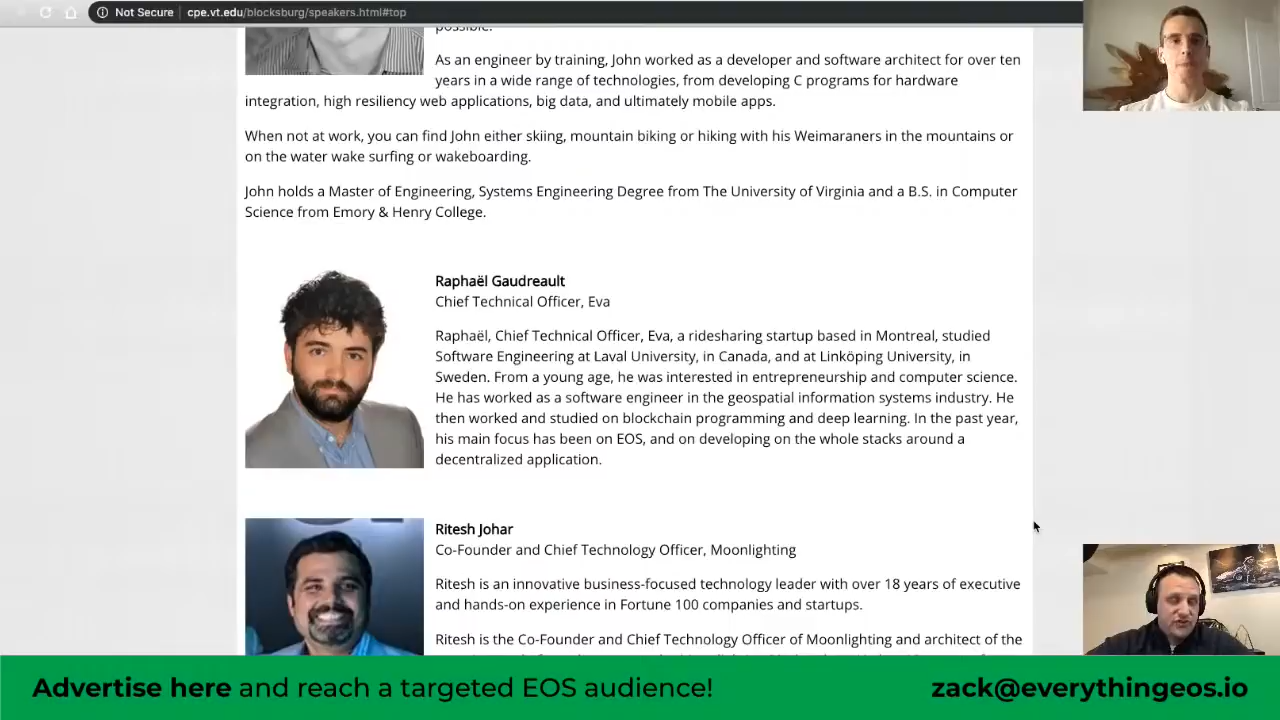 Not Secure | cpe.vt.edu/blocksburg/speakers.html#top
possible.
As an engineer by training, John worked as a developer and software architect for over ten
years in a wide range of technologies, from developing C programs for hardware
integration, high resiliency web applications, big data, and ultimately mobile apps.
When not at work, you can find John either skiing, mountain biking or hiking with his Weimaraners in the mountains or
on the water wake surfing or wakeboarding.
John holds a Master of Engineering, Systems Engineering Degree from The University of Virginia and a B.S. in Computer
Science from Emory & Henry College.
Raphaël Gaudreault
Chief Technical Officer, Eva
Raphaël, Chief Technical Officer, Eva, a ridesharing startup based in Montreal, studied
Software Engineering at Laval University, in Canada, and at Linköping University, in
Sweden. From a young age, he was interested in entrepreneurship and computer science.
He has worked as a software engineer in the geospatial information systems industry. He
then worked and studied on blockchain programming and deep learning. In the past year,
his main focus has been on EOS, and on developing on the whole stacks around a
decentralized application.
Ritesh Johar
Co-Founder and Chief Technology Officer, Moonlighting
Ritesh is an innovative business-focused technology leader with over 18 years of executive
and hands-on experience in Fortune 100 companies and startups.
Ritesh is the Co-Founder and Chief Technology Officer of Moonlighting and architect of the
Advertise here and reach a targeted EOS audience! zack@everythingeos.io